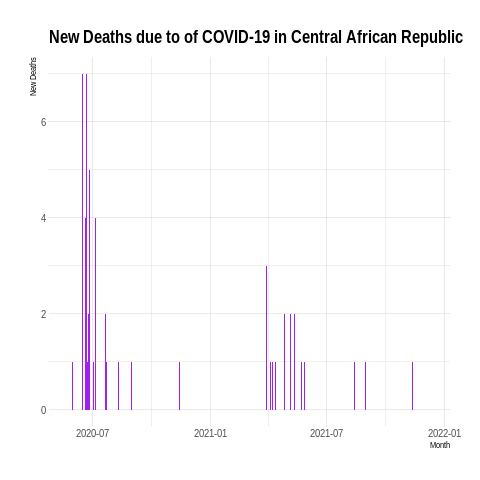 New Deaths due to of COVID-19 in Central African Republic
New Deaths
6
4
2
0
2020-07 2021-01 2021-07 2022-01
Month